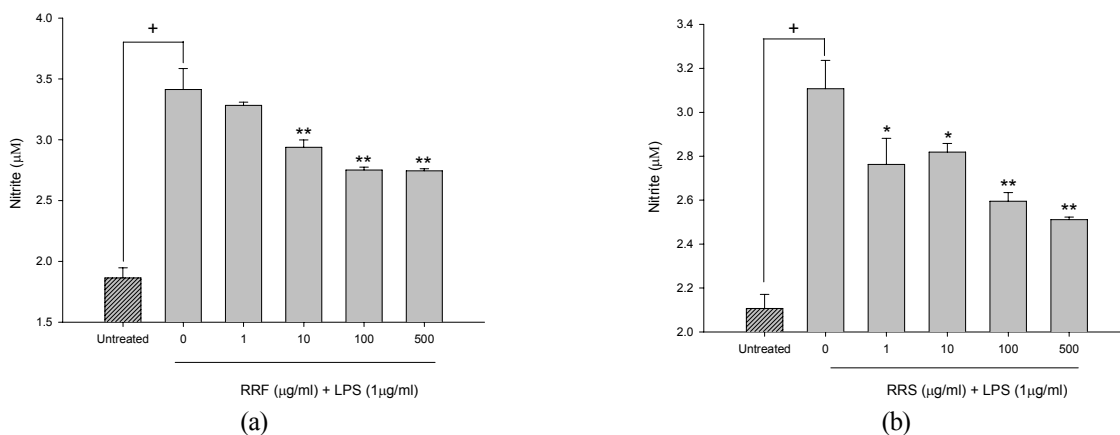 4.0
3.5
3.0
2.5
2.0
1.5
Nitrite (μM)
+
**
**
**
Untreated 0 1 10 100 500
RRF (μg/ml) + LPS (1μg/ml)
(a)
3.4
3.2
3.0
2.8
2.6
2.4
2.2
2.0
Nitrite (μM)
+
*
*
**
**
Untreated 0 1 10 100 500
RRS (μg/ml) + LPS (1μg/ml)
(b)